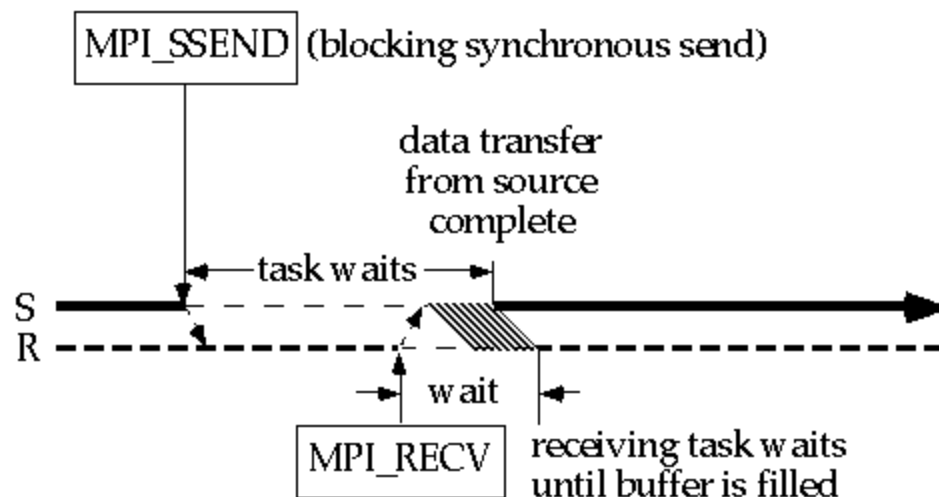 MPI_SSEND (blocking synchronous send)
data transfer
from source
complete
task waits
S
R
wait
MPI_RECV
receiving task waits
until buffer is filled